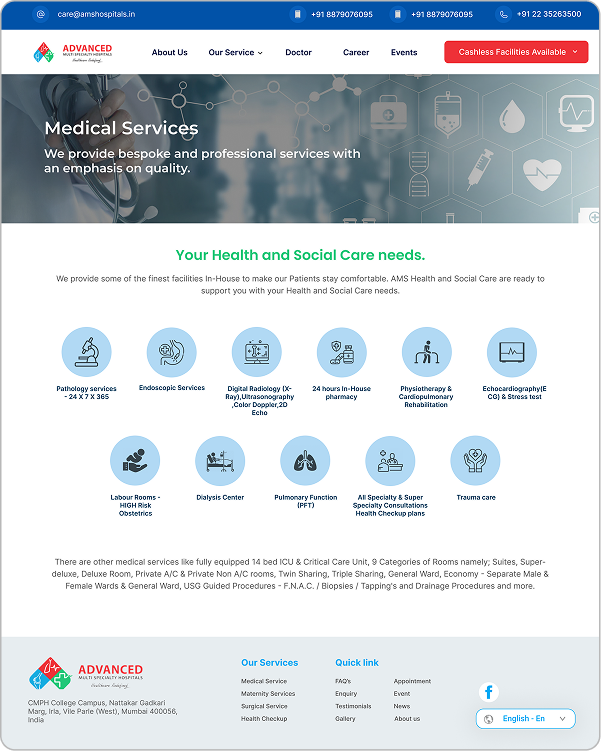 care@amshospitals.in
+91 8879076095
+91 8879076095
+91 22 35263500
ADVANCED
MULTI SPECIALITY HOSPITALS
Healthcare Company
About Us
Our Service
Doctor
Career
Events
Cashless Facilities Available
Medical Services
We provide bespoke and professional services with
an emphasis on quality.
Your Health and Social Care needs.
We provide some of the finest facilities In-House to make our Patients stay comfortable. AMS Health and Social Care are ready to
support you with your Health and Social Care needs.
Pathology services
- 24 X 7 X 365
Endoscopic Services
Digital Radiology (X-
Ray),Ultrasonography
,Color Doppler,2D
Echo
24 hours In-House
pharmacy
Physiotherapy &
Cardiopulmonary
Rehabilitation
Echocardiography(E
CG) & Stress test
Labour Rooms -
HIGH Risk
Obstetrics
Dialysis Center
Pulmonary Function
(PFT)
All Specialty & Super
Specialty Consultations
Health Checkup plans
Trauma care
There are other medical services like fully equipped 14 bed ICU & Critical Care Unit, 9 Categories of Rooms namely; Suites, Super-
deluxe, Deluxe Room, Private A/C & Private Non A/C rooms, Twin Sharing, Triple Sharing, General Ward, Economy - Separate Male &
Female Wards & General Ward, USG Guided Procedures - F.N.A.C. / Biopsies / Tapping's and Drainage Procedures and more.
ADVANCED
MULTI SPECIALITY HOSPITALS
Healthcare Company
CMPH College Campus, Nattakar Gadkari
Marg, Irla, Vile Parle (West), Mumbai 400056,
India
Our Services
Medical Service
Maternity Services
Surgical Service
Health Checkup
Quick link
FAQ's
Enquiry
Testimonials
Gallery
Appointment
Event
News
About us
English - En